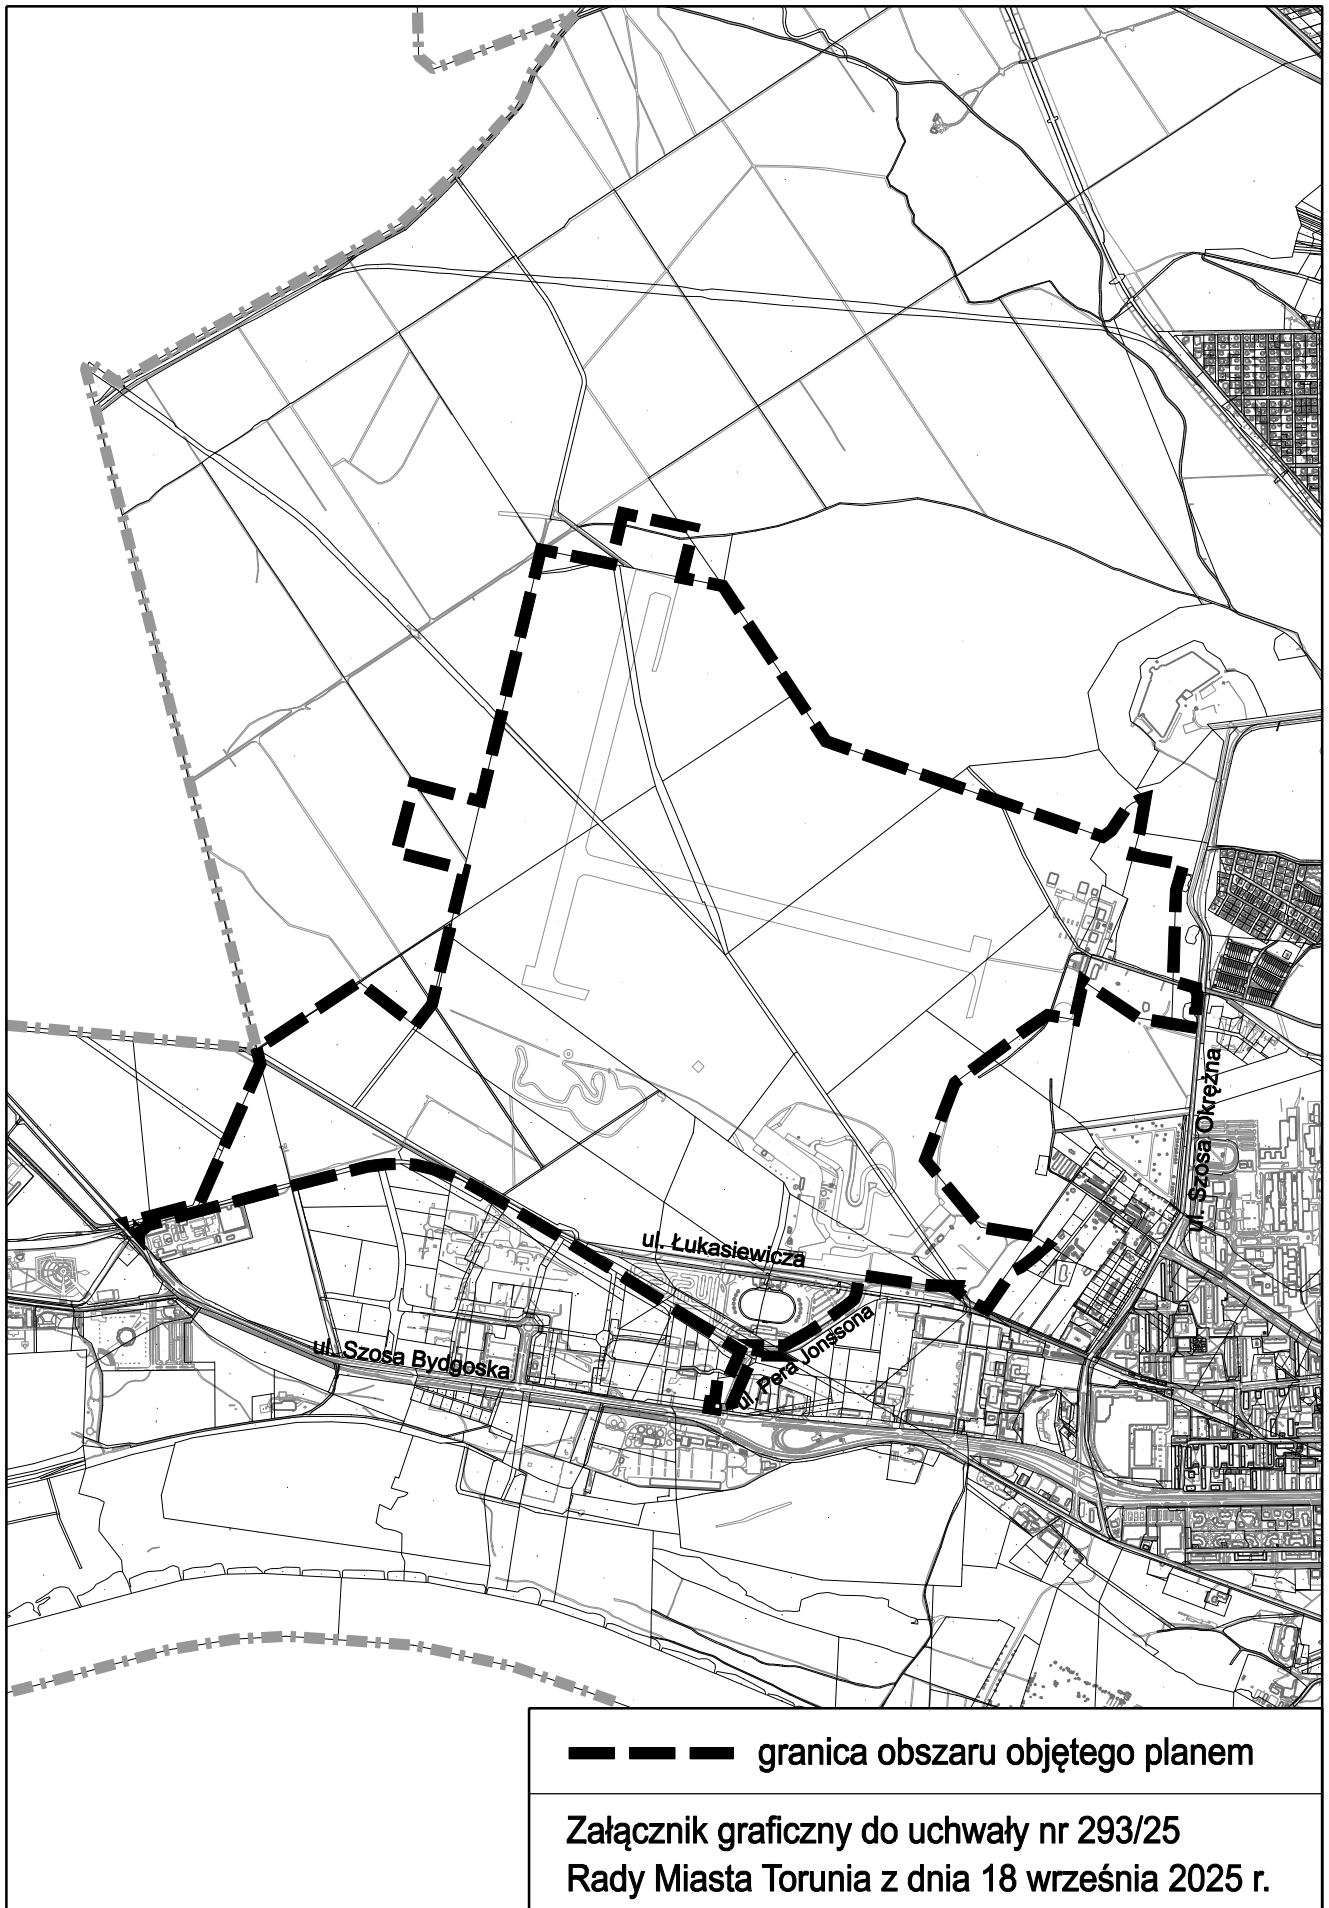 ul. Szosa Okrężna
ul. Łukasiewicza
ul. Pera Jonssona
ul. Szosa Bydgoska
granica obszaru objętego planem
Załącznik graficzny do uchwały nr 293/25
Rady Miasta Torunia z dnia 18 września 2025 r.